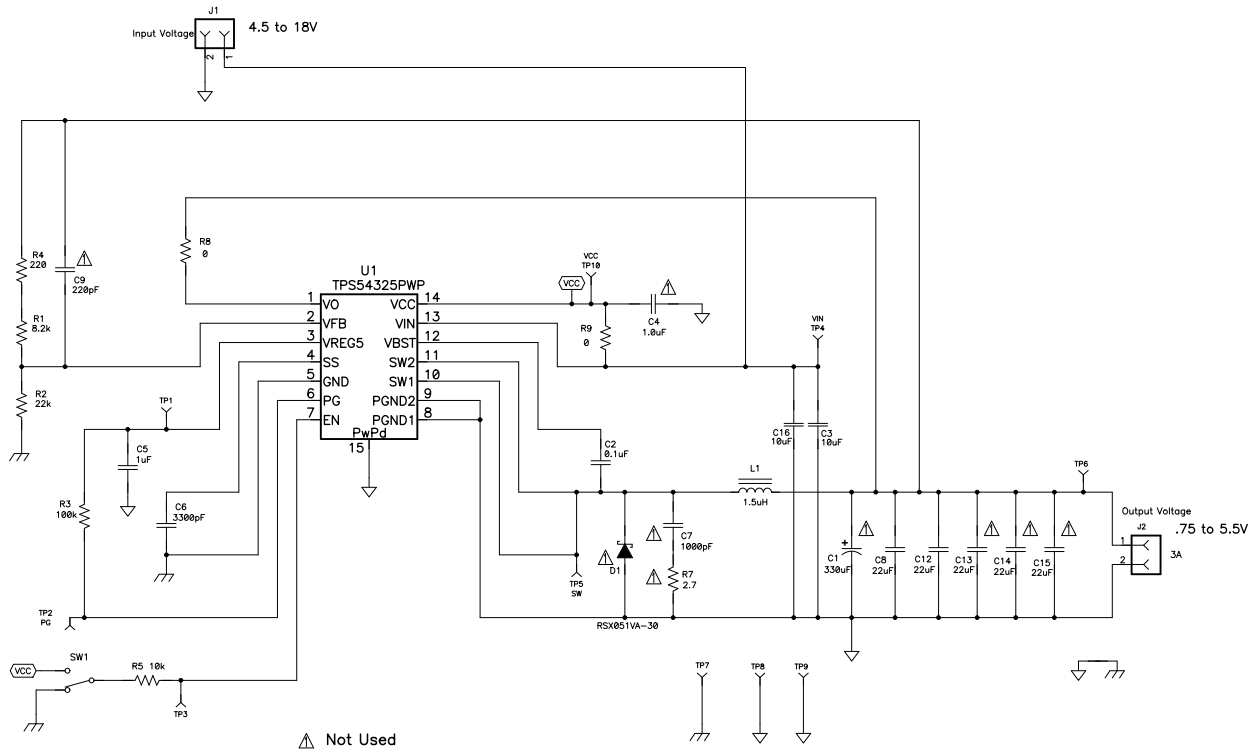 J1
4.5 to 18V
Input Voltage
2
1
R4
220
C9
220pF
R8
0
U1
TPS54325PWP
VCC
TP10
VCC
C4
1.0uF
R9
0
VIN
TP4
R1
8.2k
R2
22k
1 VO VCC 14
2 VFB VIN 13
3 VREG5 VBST 12
4 SS SW2 11
5 GND SW1 10
6 PG PGND2 9
7 EN PGND1 8
PwPd
15
TP1
C5
1uF
C6
3300pF
R3
100k
C2
0.1uF
C16
10uF
C3
10uF
L1
1.5uH
TP6
Output Voltage
.75 to 5.5V
J2
1
2
3A
C7
1000pF
R7
2.7
D1
RSX051VA-30
TP5
SW
+
C1
330uF
C8
22uF
C12
22uF
C13
22uF
C14
22uF
C15
22uF
TP2
PG
SW1
VCC
R5 10k
TP3
TP7
TP8
TP9
Not Used